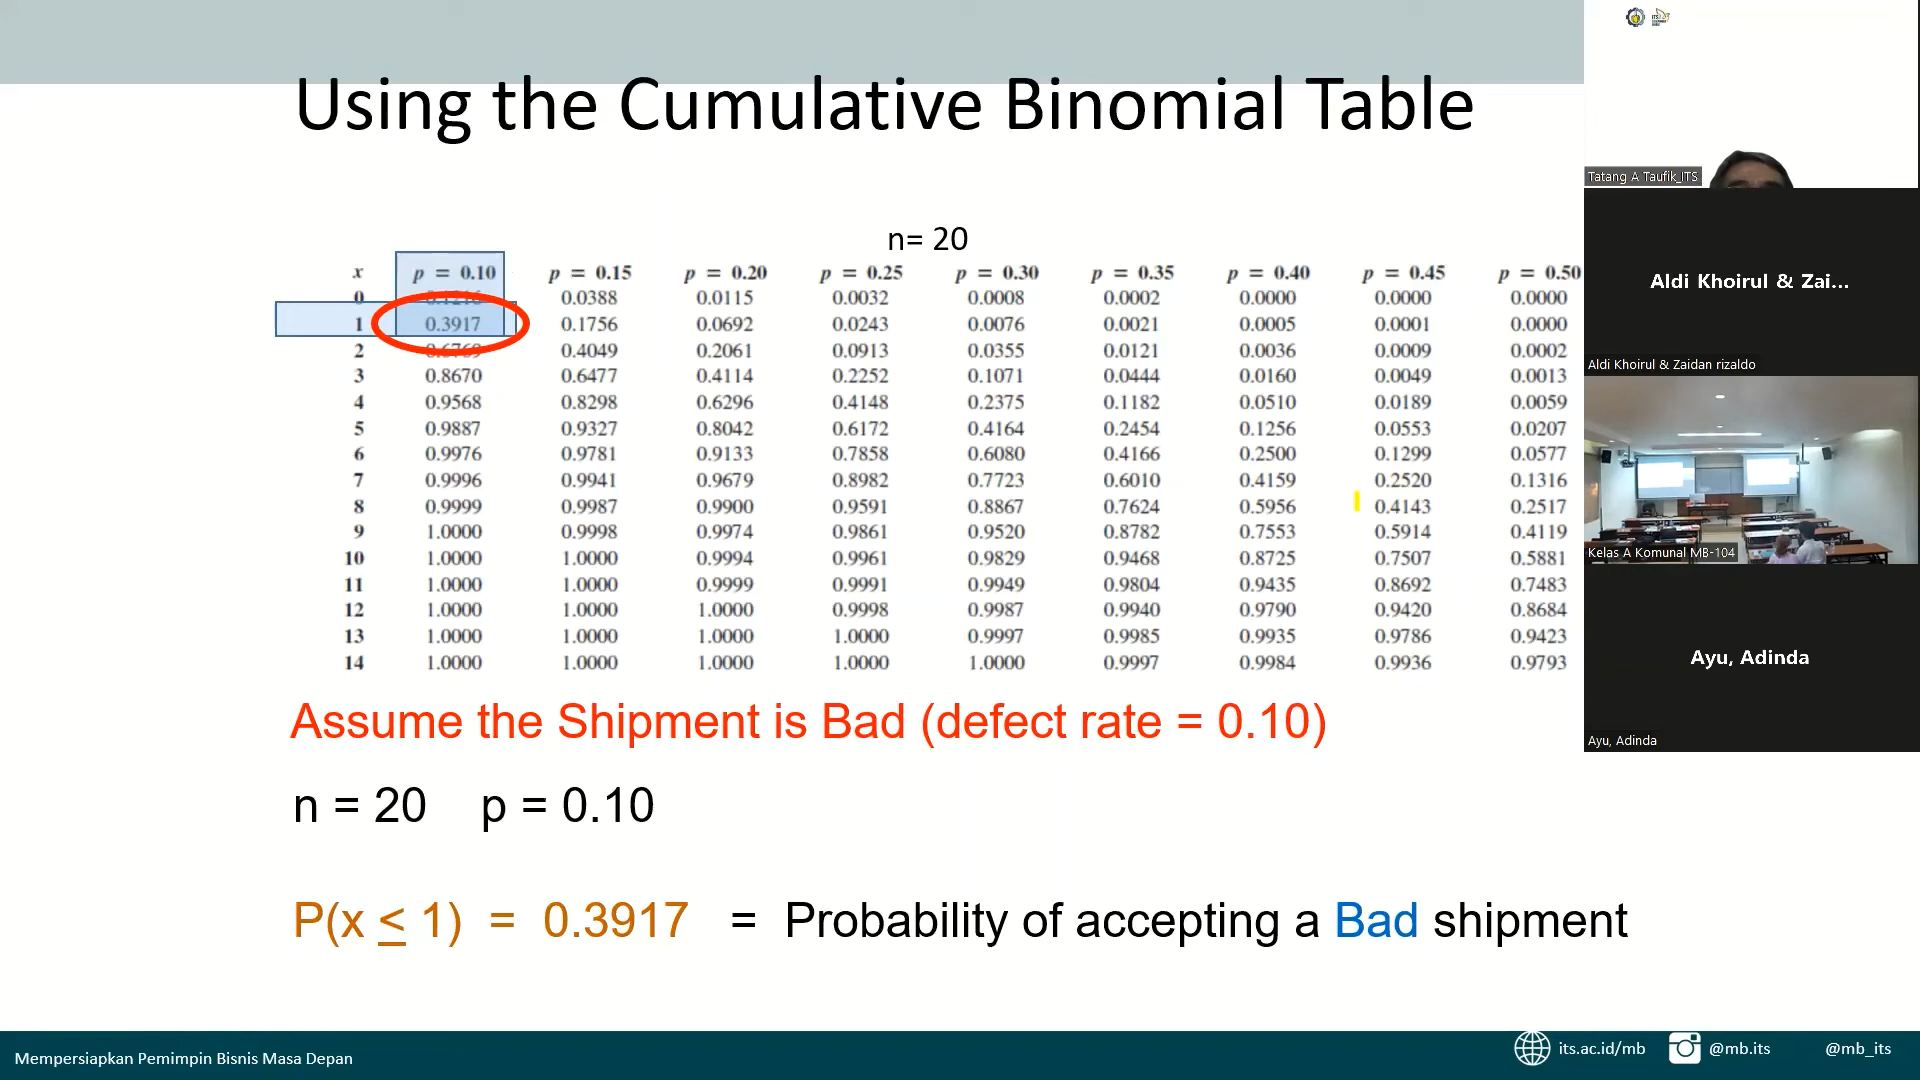 Using the Cumulative Binomial Table
n= 20
x p = 0.10 p = 0.15 p = 0.20 p = 0.25 p = 0.30 p = 0.35 p = 0.40 p = 0.45 p = 0.50
0 0.1216 0.0388 0.0115 0.0032 0.0008 0.0002 0.0000 0.0000 0.0000
1 0.3917 0.1756 0.0692 0.0243 0.0076 0.0021 0.0005 0.0001 0.0000
2 0.6769 0.4049 0.2061 0.0913 0.0355 0.0121 0.0036 0.0009 0.0002
3 0.8670 0.6477 0.4114 0.2252 0.1071 0.0444 0.0160 0.0049 0.0013
4 0.9568 0.8298 0.6296 0.4148 0.2375 0.1182 0.0510 0.0189 0.0059
5 0.9887 0.9327 0.8042 0.6172 0.4164 0.2454 0.1256 0.0553 0.0207
6 0.9976 0.9781 0.9133 0.7858 0.6080 0.4166 0.2500 0.1299 0.0577
7 0.9996 0.9941 0.9679 0.8982 0.7723 0.6010 0.4159 0.2520 0.1316
8 0.9999 0.9987 0.9900 0.9591 0.8867 0.7624 0.5956 0.4143 0.2517
9 1.0000 0.9998 0.9974 0.9861 0.9520 0.8782 0.7553 0.5914 0.4119
10 1.0000 1.0000 0.9994 0.9961 0.9829 0.9468 0.8725 0.7507 0.5881
11 1.0000 1.0000 0.9999 0.9991 0.9949 0.9804 0.9435 0.8692 0.7483
12 1.0000 1.0000 1.0000 0.9998 0.9987 0.9940 0.9790 0.9420 0.8684
13 1.0000 1.0000 1.0000 1.0000 0.9997 0.9985 0.9935 0.9786 0.9423
14 1.0000 1.0000 1.0000 1.0000 1.0000 0.9997 0.9984 0.9936 0.9793
Assume the Shipment is Bad (defect rate = 0.10)
n = 20 p = 0.10
P(x ≤ 1) = 0.3917 = Probability of accepting a Bad shipment
Mempersiapkan Pemimpin Bisnis Masa Depan
its.ac.id/mb @mb.its @mb_its
Tatang A Taufik_ITS
Aldi Khoirul & Zai...
Aldi Khoirul & Zaidan rizaldo
Kelas A Komunal MB-104
Ayu, Adinda
Ayu, Adinda